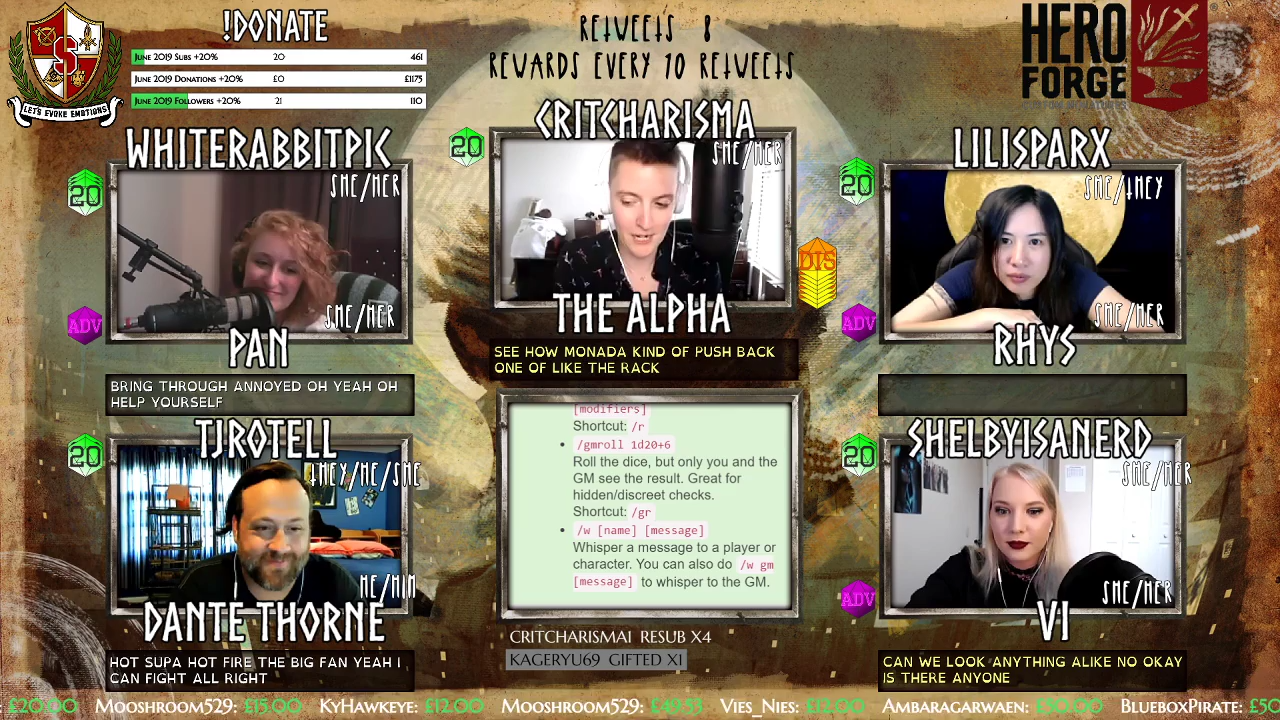 !DONATE
JUNE 2019 SUBS +20% 20 461
JUNE 2019 DONATIONS +20% £0 £1175
JUNE 2019 FOLLOWERS +20% 21 110
LET'S EVOKE EMOTIONS
RETWEETS 8
REWARDS EVERY 10 RETWEETS
HERO
FORGE
CUSTOM MINIATURES
WHITERABBITPIC
SHE/HER
20
ADV
SHE/HER
PAN
BRING THROUGH ANNOYED OH YEAH OH
HELP YOURSELF
CRITCHARISMA
SHE/HER
20
DIS
THE ALPHA
SEE HOW MONADA KIND OF PUSH BACK
ONE OF LIKE THE RACK
LILISPARX
SHE/THEY
20
ADV
SHE/HER
RHYS
TJROTELL
THEY/HE/SHE
20
HE/HIM
DANTE THORNE
HOT SUPA HOT FIRE THE BIG FAN YEAH I
CAN FIGHT ALL RIGHT
[modifiers]
Shortcut: /r
• /gmroll 1d20+6
Roll the dice, but only you and the
GM see the result. Great for
hidden/discreet checks.
Shortcut: /gr
• /w [name] [message]
Whisper a message to a player or
character. You can also do /w gm
[message] to whisper to the GM.
CRITCHARISMA1 RESUB X4
KAGERYU69 GIFTED X1
SHELBYISANERD
SHE/HER
20
ADV
SHE/HER
VI
CAN WE LOOK ANYTHING ALIKE NO OKAY
IS THERE ANYONE
£20.00 MOOSHROOM529: £15.00 KYHAWKEYE: £12.00 MOOSHROOM529: £49.53 VIES_NIES: £12.00 AMBARAGARWAEN: £30.00 BLUEBOXPIRATE: £50